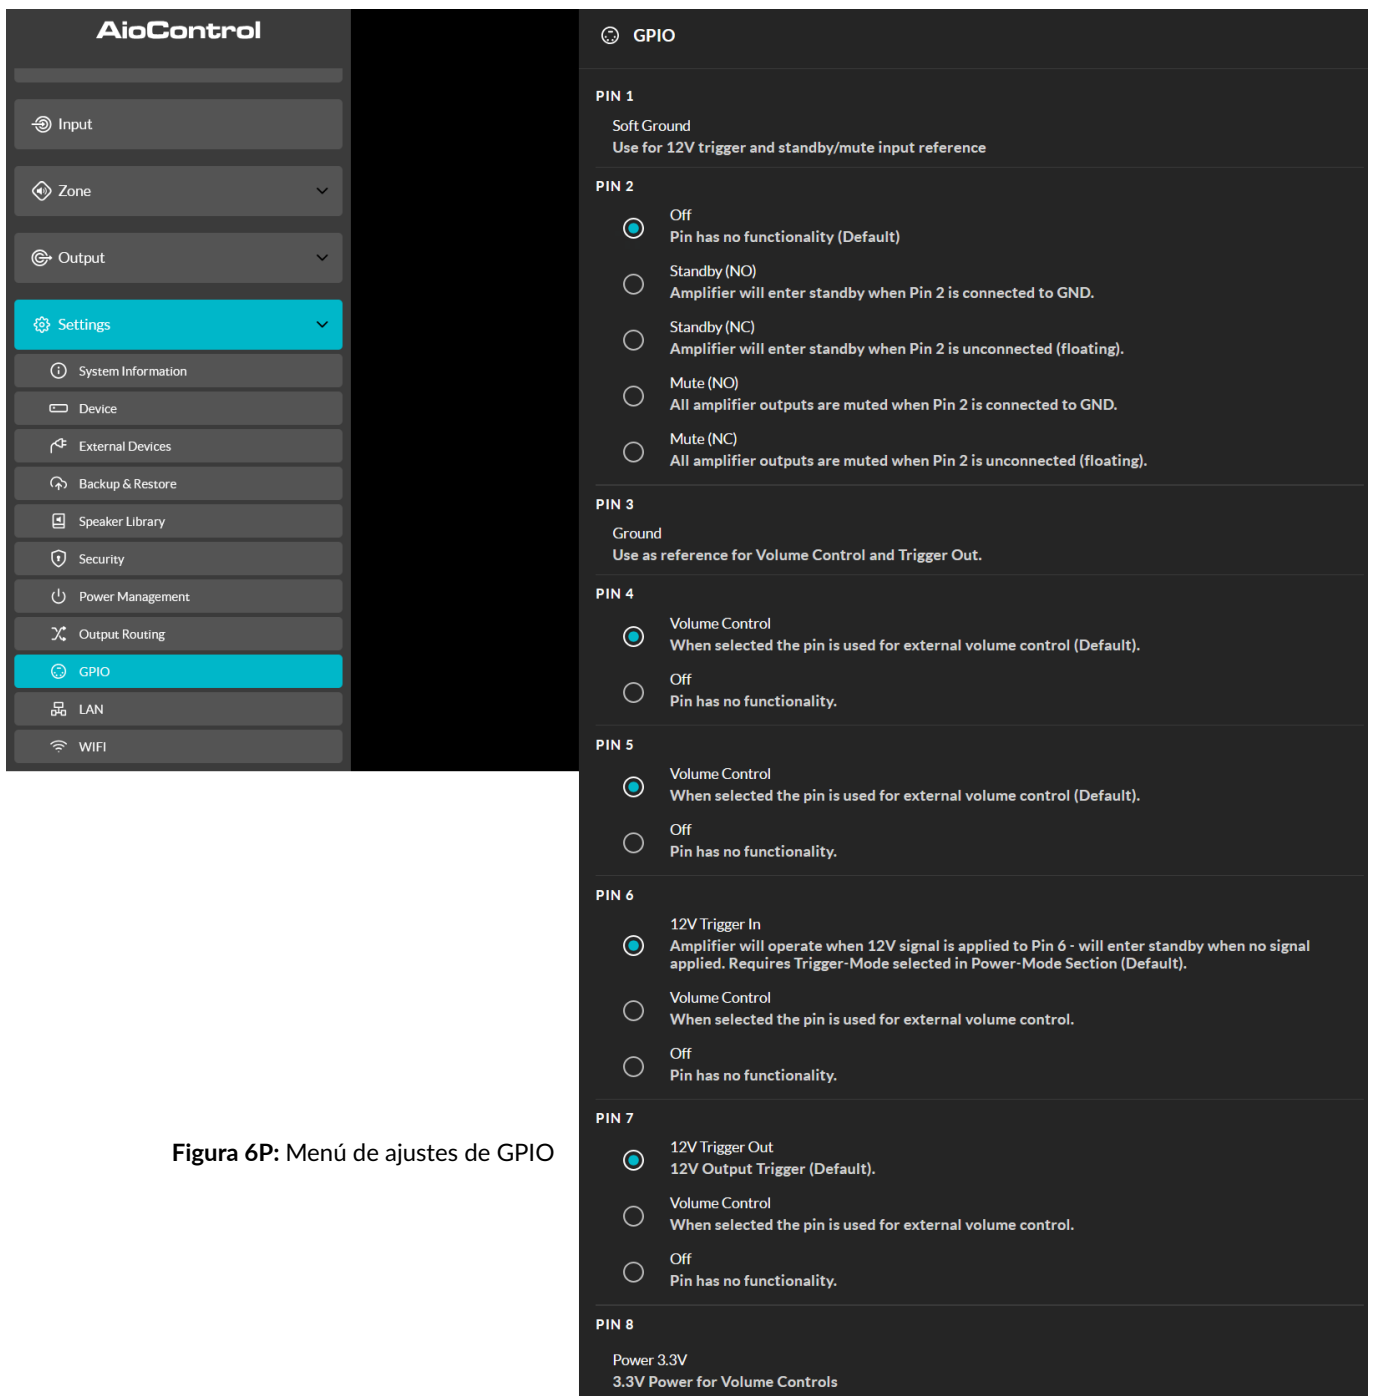 AioControl
Input
Zone
Output
Settings
System Information
Device
External Devices
Backup & Restore
Speaker Library
Security
Power Management
Output Routing
GPIO
LAN
WIFI
GPIO
PIN 1
Soft Ground
Use for 12V trigger and standby/mute input reference
PIN 2
Off
Pin has no functionality (Default)
Standby (NO)
Amplifier will enter standby when Pin 2 is connected to GND.
Standby (NC)
Amplifier will enter standby when Pin 2 is unconnected (floating).
Mute (NO)
All amplifier outputs are muted when Pin 2 is connected to GND.
Mute (NC)
All amplifier outputs are muted when Pin 2 is unconnected (floating).
PIN 3
Ground
Use as reference for Volume Control and Trigger Out.
PIN 4
Volume Control
When selected the pin is used for external volume control (Default).
Off
Pin has no functionality.
PIN 5
Volume Control
When selected the pin is used for external volume control (Default).
Off
Pin has no functionality.
PIN 6
12V Trigger In
Amplifier will operate when 12V signal is applied to Pin 6 - will enter standby when no signal
applied. Requires Trigger-Mode selected in Power-Mode Section (Default).
Volume Control
When selected the pin is used for external volume control.
Off
Pin has no functionality.
PIN 7
12V Trigger Out
12V Output Trigger (Default).
Volume Control
When selected the pin is used for external volume control.
Off
Pin has no functionality.
PIN 8
Power 3.3V
3.3V Power for Volume Controls
Figura 6P: Menú de ajustes de GPIO